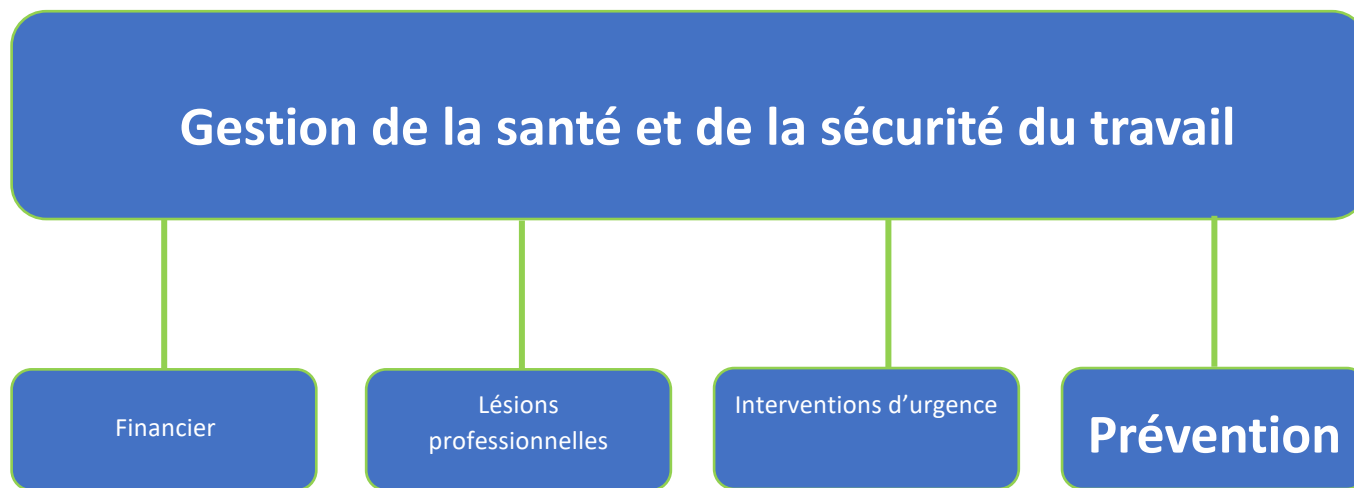 Gestion de la santé et de la sécurité du travail
Financier
Lésions
professionnelles
Interventions d’urgence
Prévention